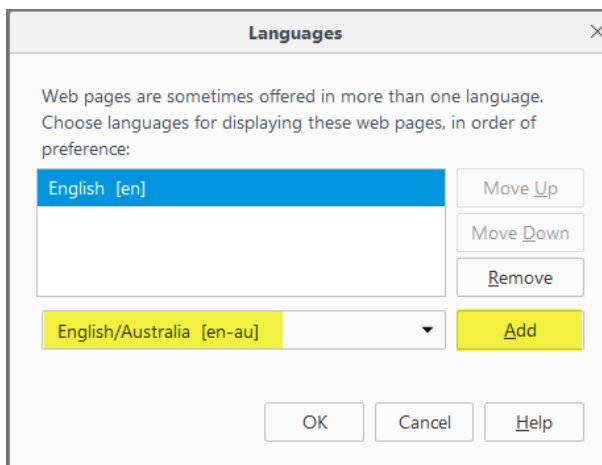 Languages
Web pages are sometimes offered in more than one language.
Choose languages for displaying these web pages, in order of
preference:
English [en]
Move Up
Move Down
Remove
English/Australia [en-au]
Add
OK
Cancel
Help